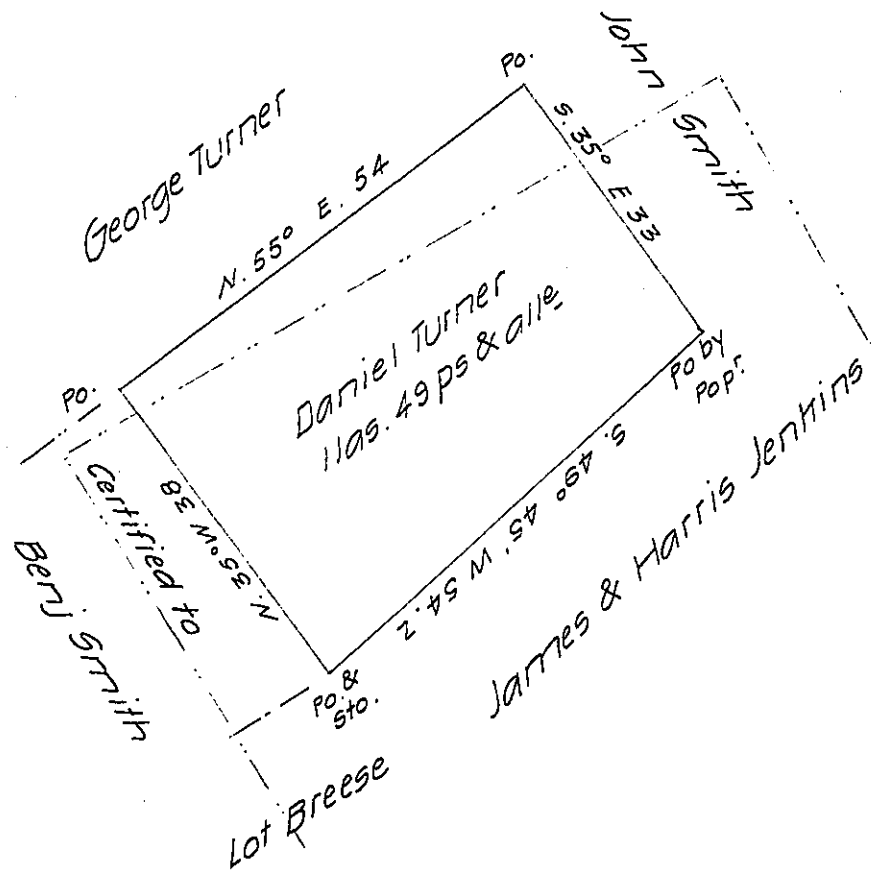 Po.
John
Smith
George Turner
N. 55° E. 54
S. 35° E 33
Daniel Turner
11as. 49 ps & alle
Po.
Po by
Popr.
Certified to
N. 35° W 38
S. 49° 45' W 54.2
James & Harris Jenkins
Benj Smith
Po. &
Sto.
Lot Breese